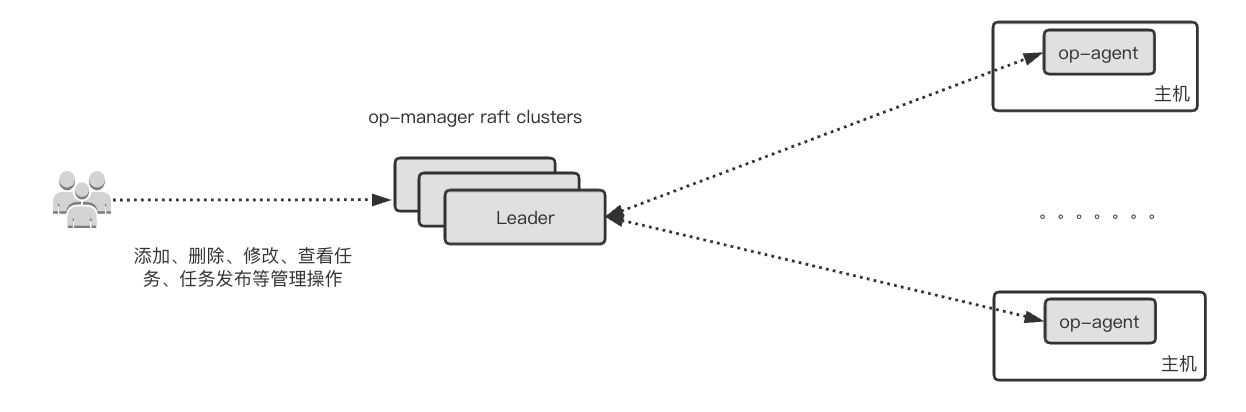 op-agent
主机
op-manager raft clusters
Leader
添加、删除、修改、查看任
务、任务发布等管理操作
。。。。。。。
op-agent
主机